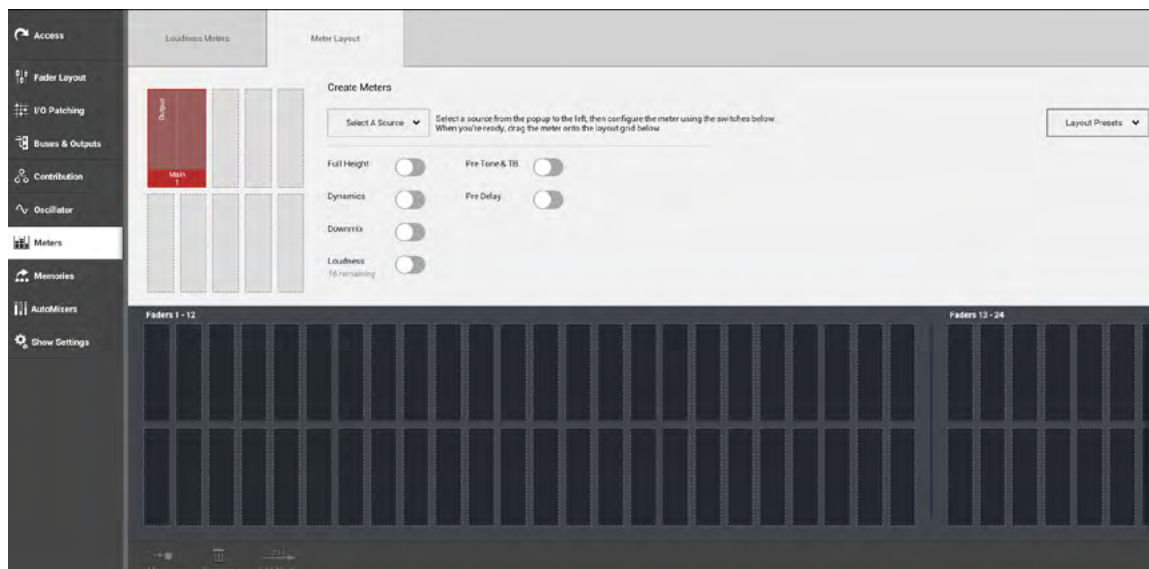 Access
Fader Layout
I/O Patching
Buses & Outputs
Contribution
Oscillator
Meters
Memories
AutoMixers
Show Settings
Loudness Meters
Meter Layout
Output
Main
1
Create Meters
Select A Source
Select a source from the popup to the left, then configure the meter using the switches below.
When you're ready, drag the meter onto the layout grid below.
Layout Presets
Full Height
Pre Tone & TB
Dynamics
Pre Delay
Downmix
Loudness
16 remaining
Faders 1 - 12
Faders 13 - 24